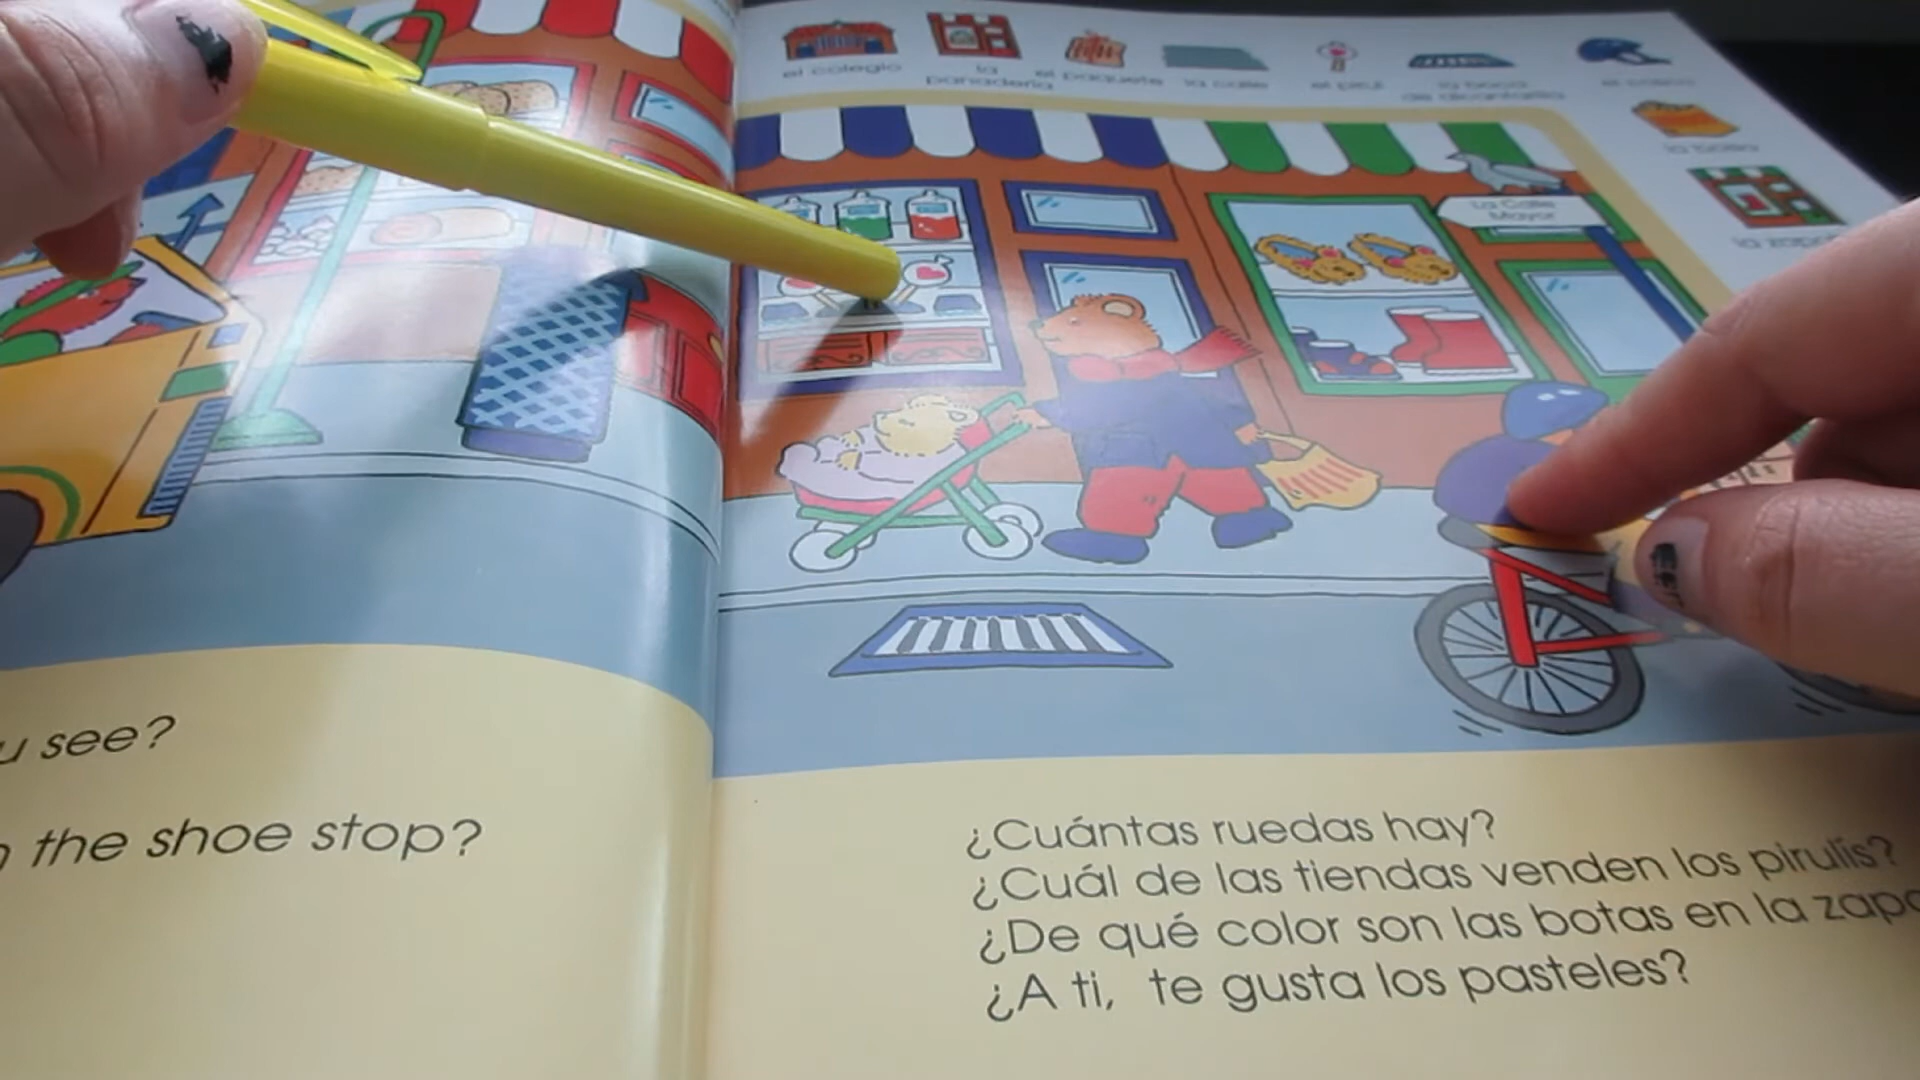 el colegio
la panadería
el paquete
la calle
la boca de alcantarilla
el casco
La Calle
Mayor
u see?
the shoe stop?
¿Cuántas ruedas hay?
¿Cuál de las tiendas venden los pirulís?
¿De qué color son las botas en la
¿A ti, te gusta los pasteles?